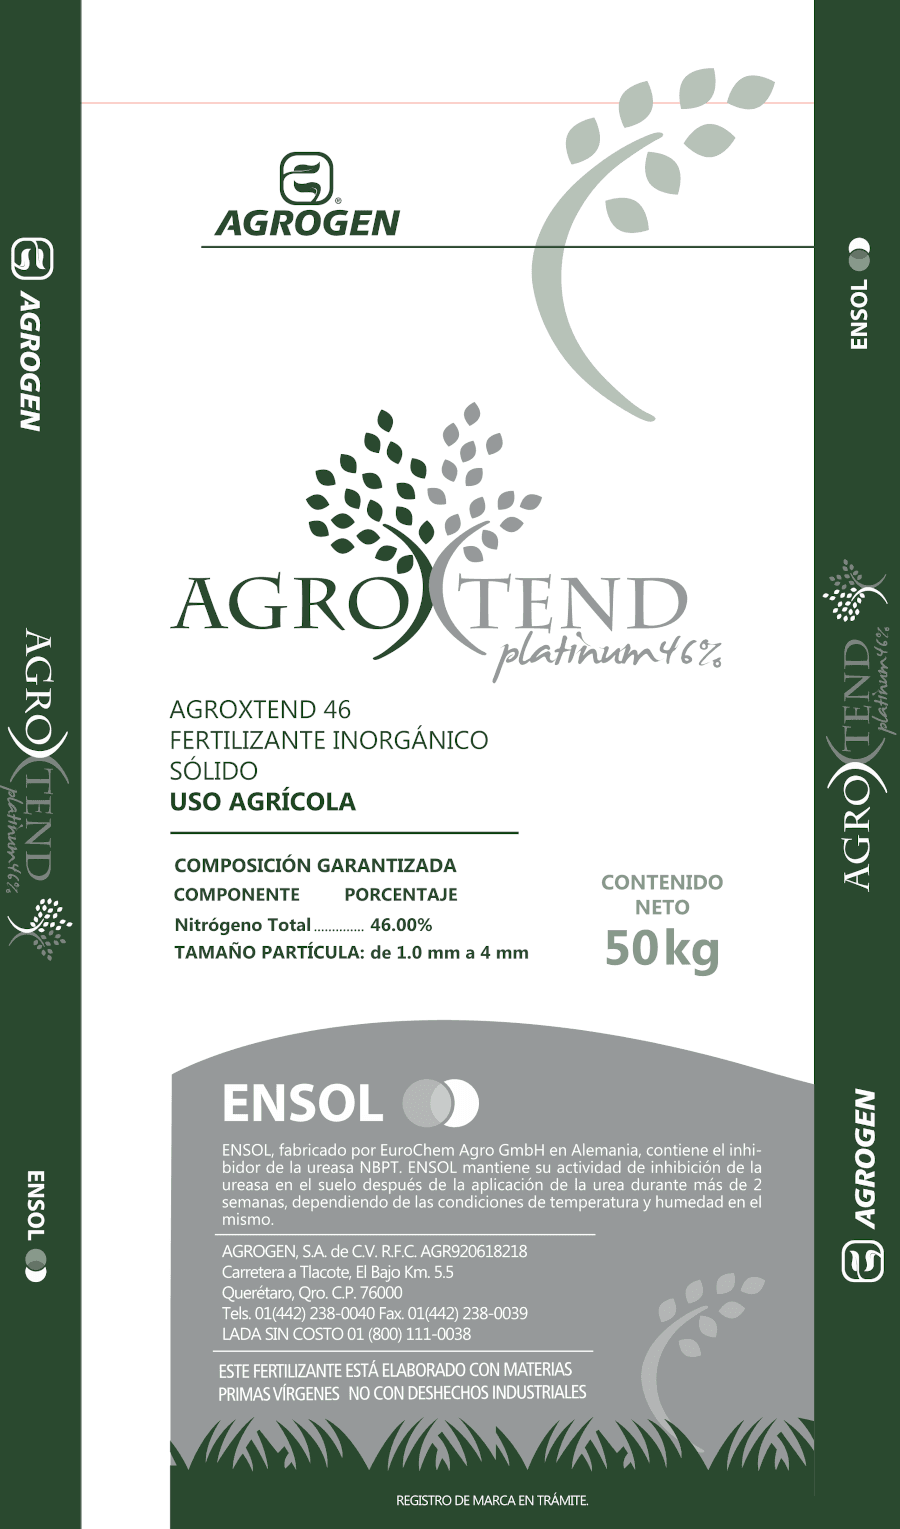 AGROGEN
AGROXTEND
platinum 46%
AGROXTEND 46
FERTILIZANTE INORGÁNICO
SÓLIDO
USO AGRÍCOLA
COMPOSICIÓN GARANTIZADA
COMPONENTE PORCENTAJE
Nitrógeno Total.............. 46.00%
TAMAÑO PARTÍCULA: de 1.0 mm a 4 mm
CONTENIDO
NETO
50 kg
ENSOL
ENSOL, fabricado por EuroChem Agro GmbH en Alemania, contiene el inhi-
bidor de la ureasa NBPT. ENSOL mantiene su actividad de inhibición de la
ureasa en el suelo después de la aplicación de la urea durante más de 2
semanas, dependiendo de las condiciones de temperatura y humedad en el
mismo.
AGROGEN, S.A. de C.V. R.F.C. AGR920618218
Carretera a Tlacote, El Bajo Km. 5.5
Querétaro, Qro. C.P. 76000
Tels. 01(442) 238-0040 Fax. 01(442) 238-0039
LADA SIN COSTO 01 (800) 111-0038
ESTE FERTILIZANTE ESTÁ ELABORADO CON MATERIAS
PRIMAS VÍRGENES NO CON DESHECHOS INDUSTRIALES
REGISTRO DE MARCA EN TRÁMITE.
AGROGEN
AGROXTEND
platinum 46%
ENSOL
ENSOL
AGROXTEND
platinum 46%
AGROGEN